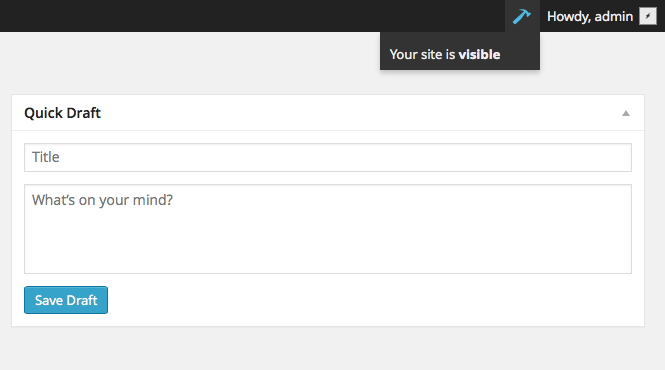 Howdy, admin
Your site is visible
Quick Draft
Title
What's on your mind?
Save Draft